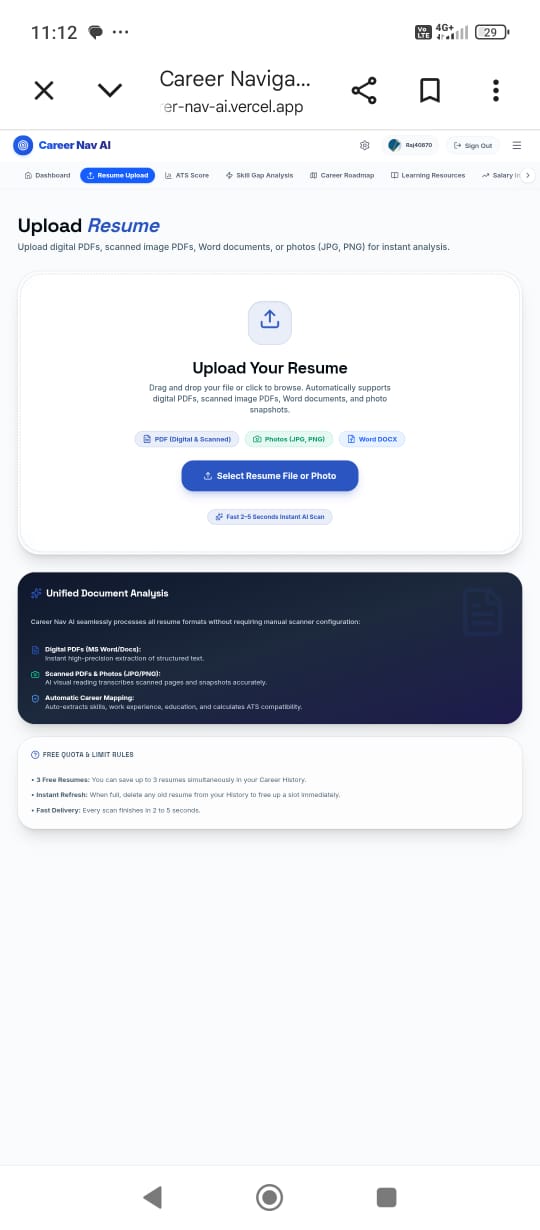 11:12
Vo LTE 4G+ 29
Career Naviga...
er-nav-ai.vercel.app
Career Nav AI
Raj40870
Sign Out
Dashboard
Resume Upload
ATS Score
Skill Gap Analysis
Career Roadmap
Learning Resources
Salary In
Upload Resume
Upload digital PDFs, scanned image PDFs, Word documents, or photos (JPG, PNG) for instant analysis.
Upload Your Resume
Drag and drop your file or click to browse. Automatically supports
digital PDFs, scanned image PDFs, Word documents, and photo
snapshots.
PDF (Digital & Scanned)
Photos (JPG, PNG)
Word DOCX
Select Resume File or Photo
Fast 2-5 Seconds Instant AI Scan
Unified Document Analysis
Career Nav AI seamlessly processes all resume formats without requiring manual scanner configuration:
Digital PDFs (MS Word/Docs):
Instant high-precision extraction of structured text.
Scanned PDFs & Photos (JPG/PNG):
AI visual reading transcribes scanned pages and snapshots accurately.
Automatic Career Mapping:
Auto-extracts skills, work experience, education, and calculates ATS compatibility.
FREE QUOTA & LIMIT RULES
• 3 Free Resumes: You can save up to 3 resumes simultaneously in your Career History.
• Instant Refresh: When full, delete any old resume from your History to free up a slot immediately.
• Fast Delivery: Every scan finishes in 2 to 5 seconds.